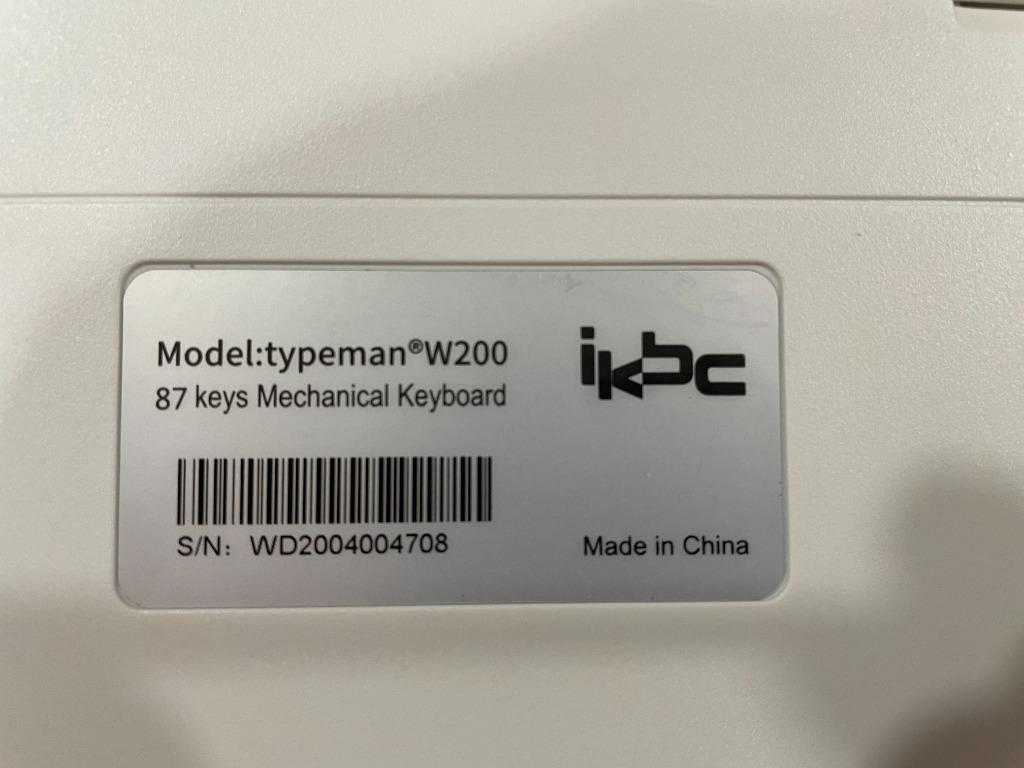 Model:typeman®W200
ikbc
87 keys Mechanical Keyboard
S/N: WD2004004708
Made in China